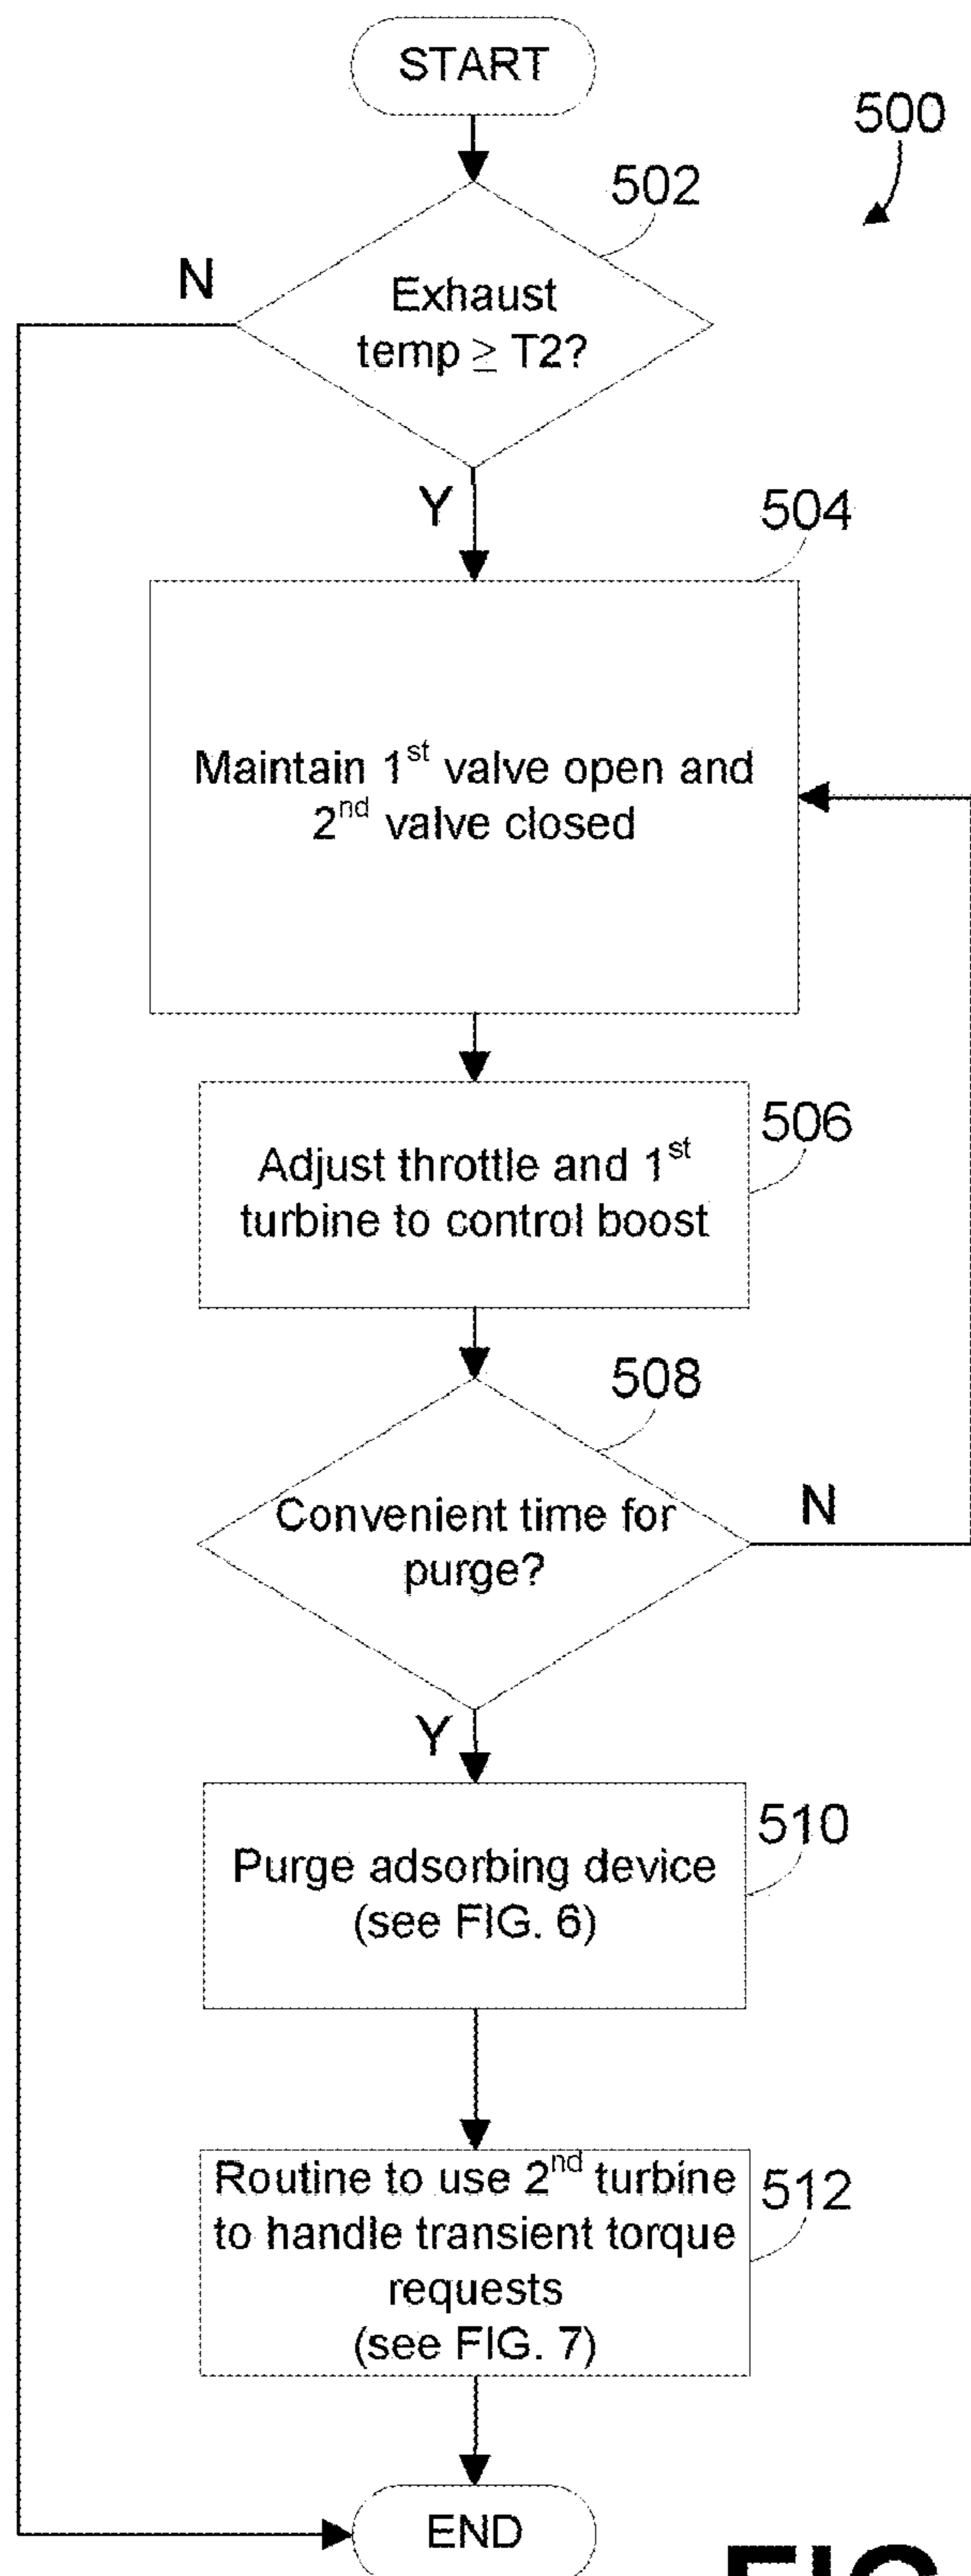 START
500
502
N
Exhaust
temp ≥ T2?
Y
504
Maintain 1st valve open and
2nd valve closed
506
Adjust throttle and 1st
turbine to control boost
508
Convenient time for
purge?
N
Y
510
Purge adsorbing device
(see FIG. 6)
512
Routine to use 2nd turbine
to handle transient torque
requests
(see FIG. 7)
END
FIG